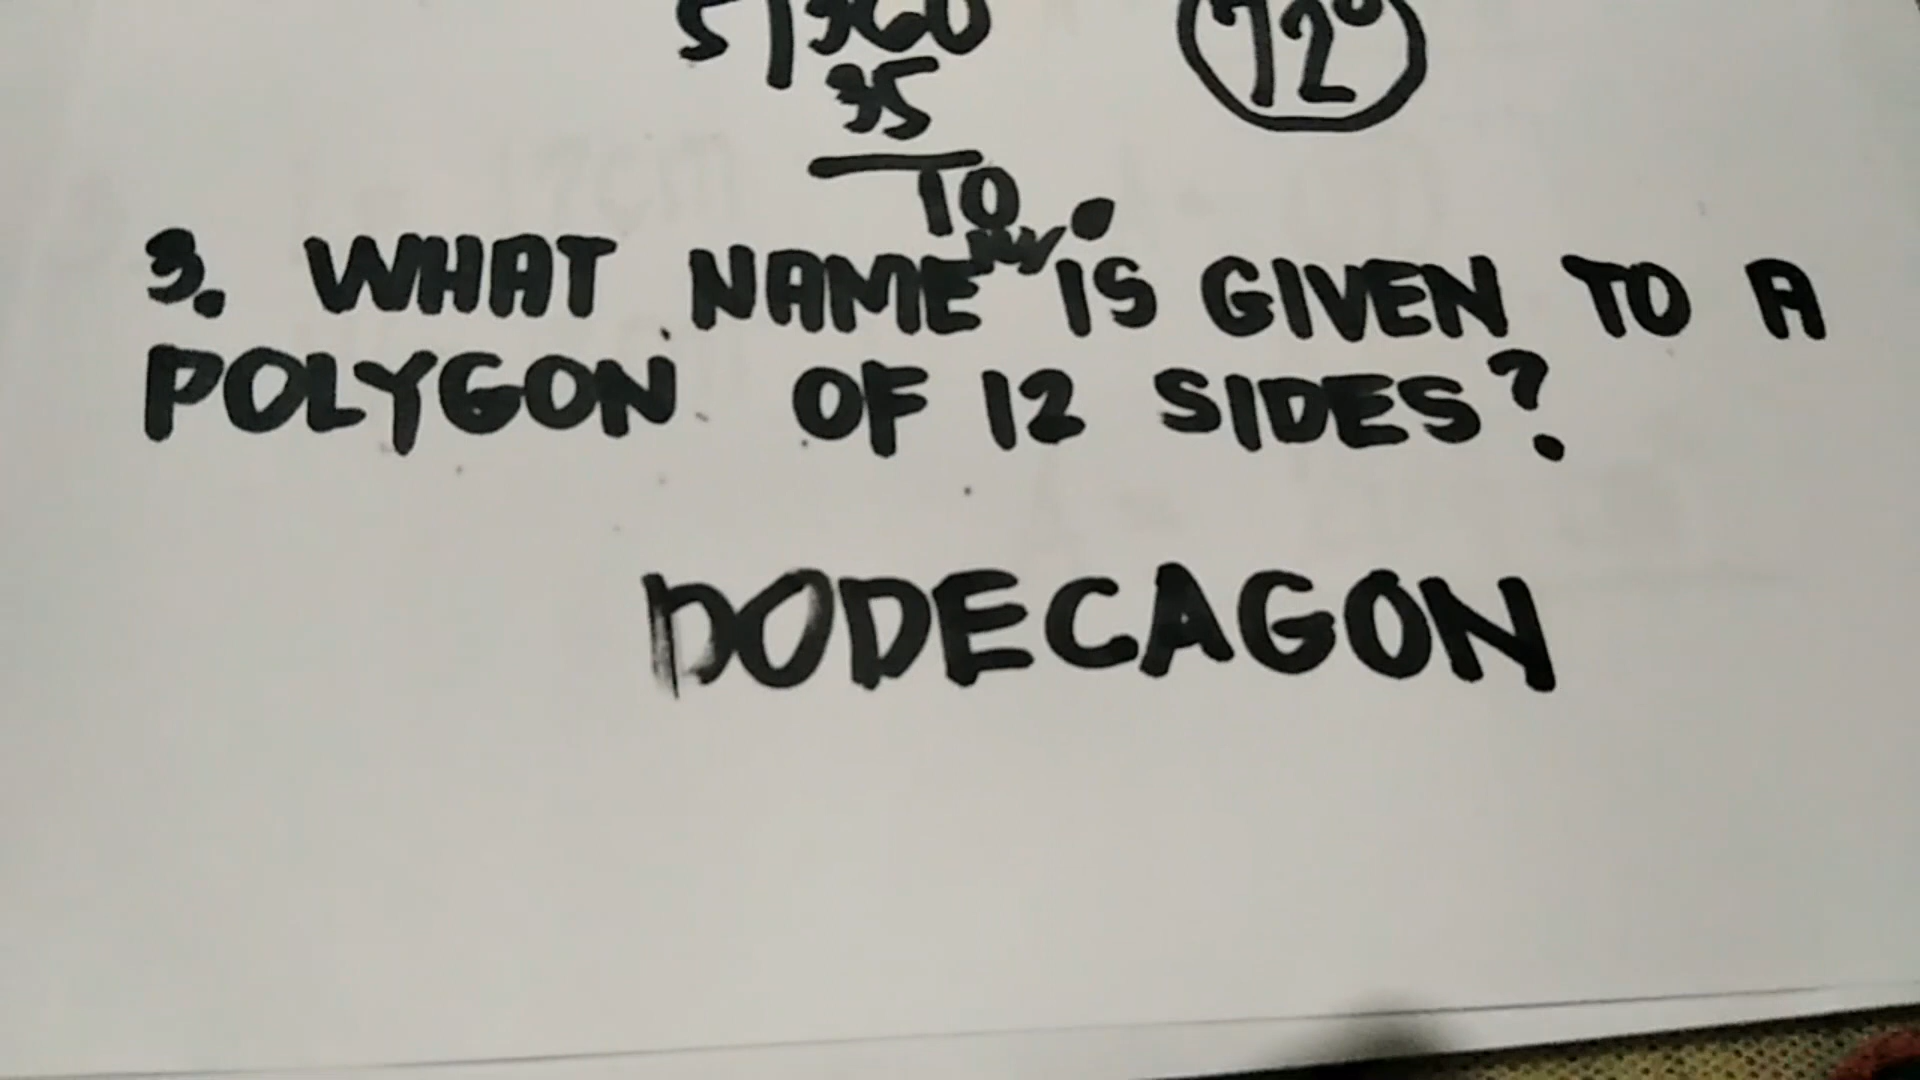 5 360
72°
35
10
3. WHAT NAME IS GIVEN TO A
POLYGON OF 12 SIDES?
DODECAGON